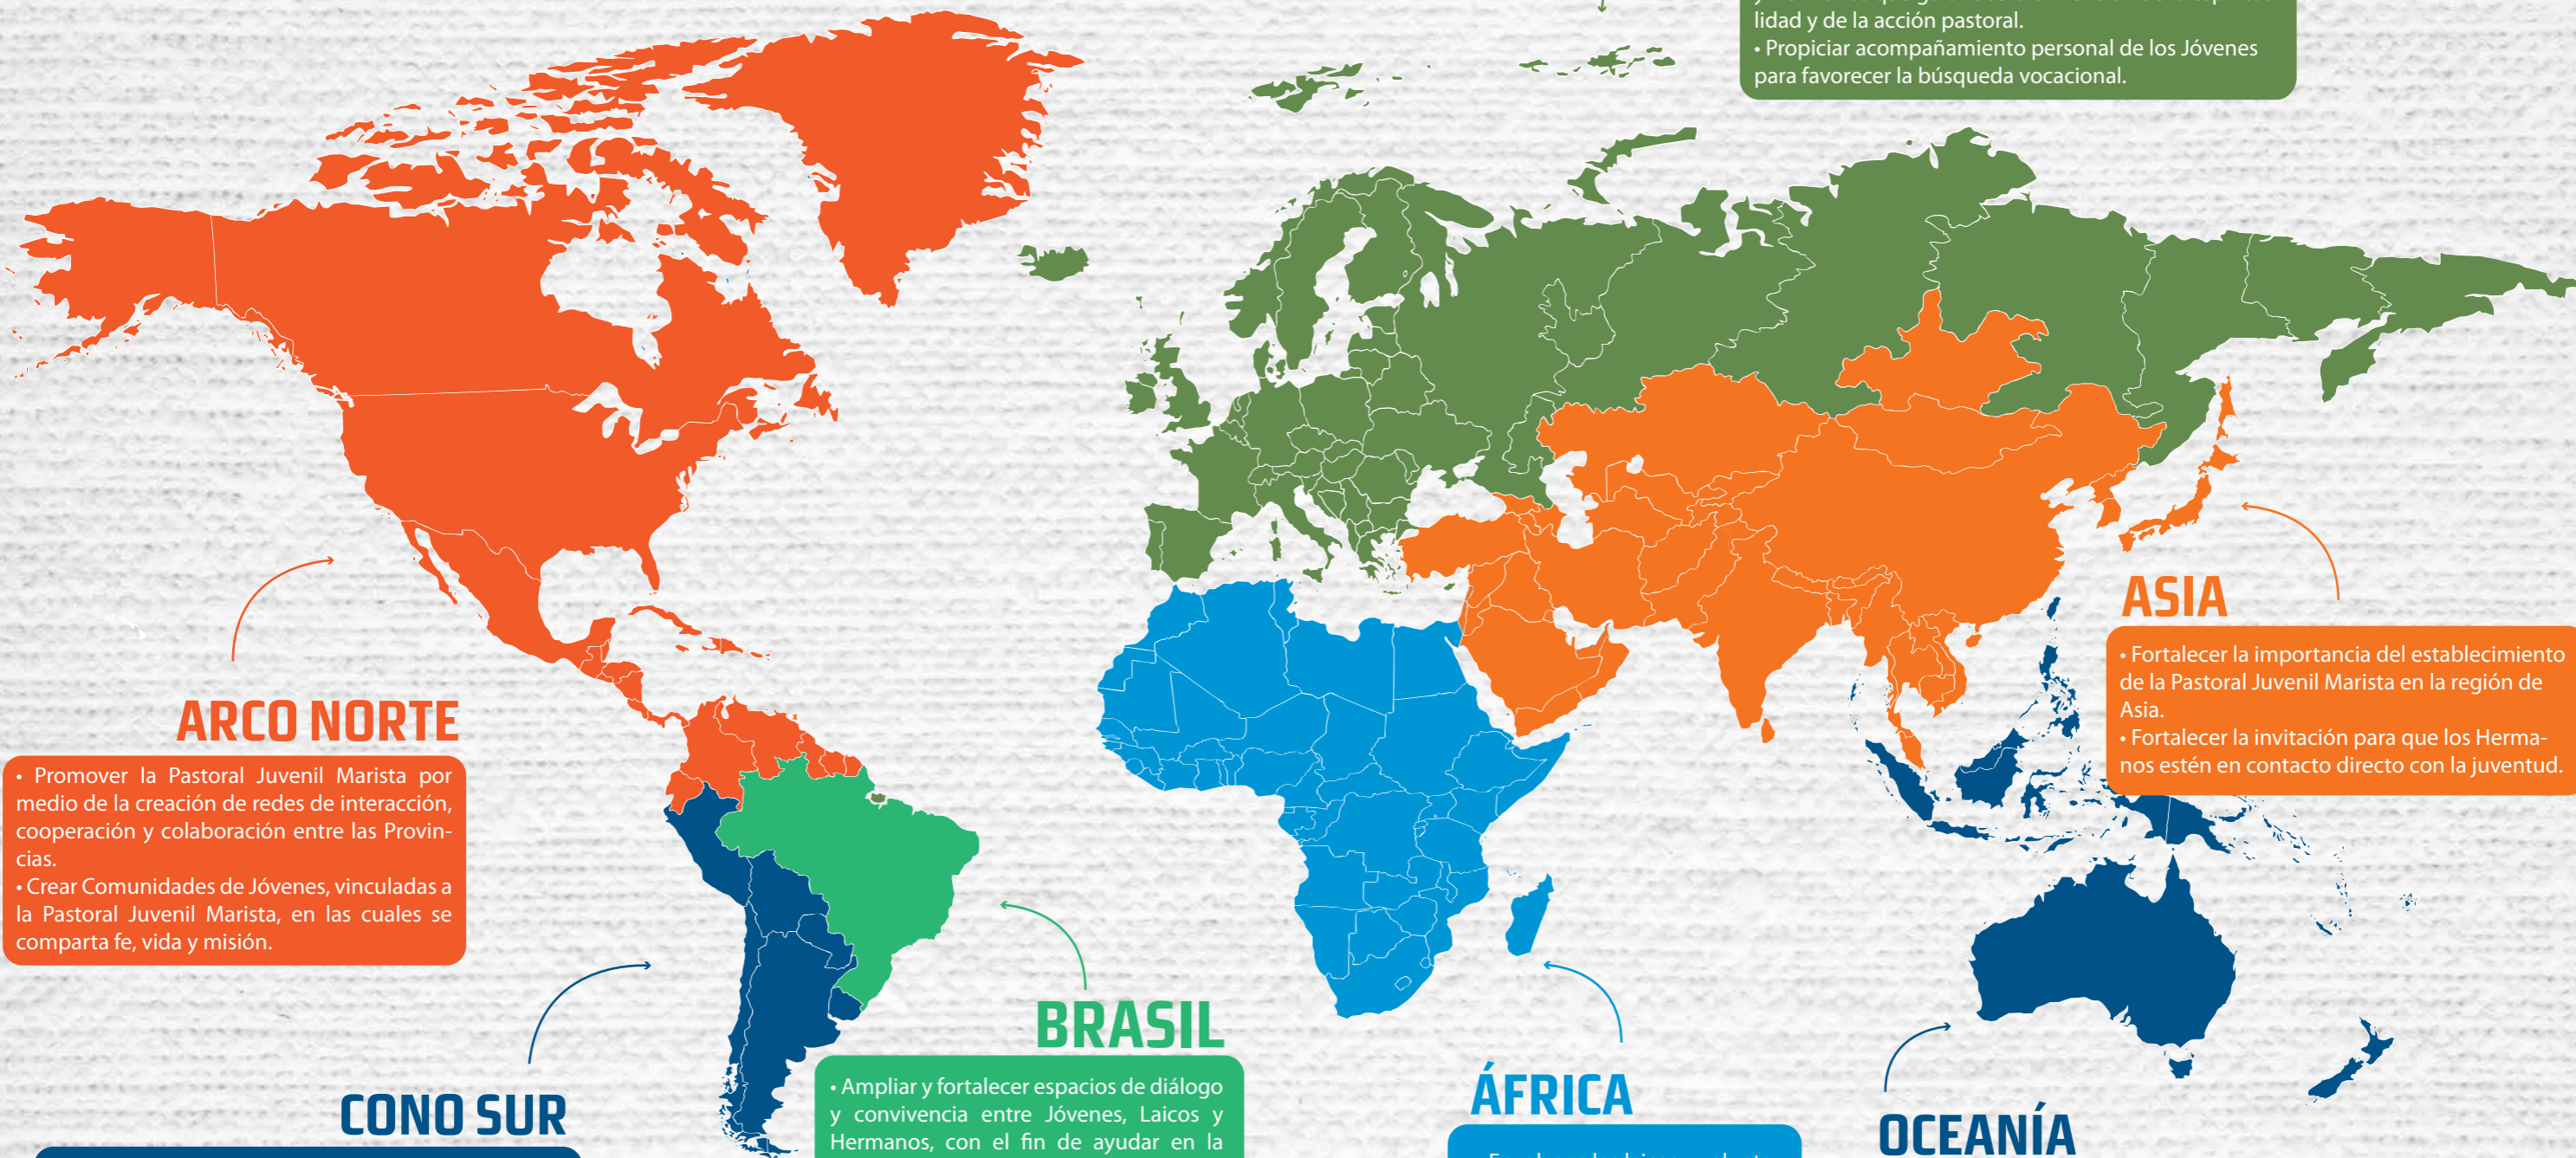 lidad y de la acción pastoral.
• Propiciar acompañamiento personal de los Jóvenes
para favorecer la búsqueda vocacional.
ASIA
• Fortalecer la importancia del establecimiento
de la Pastoral Juvenil Marista en la región de
Asia.
• Fortalecer la invitación para que los Herma-
nos estén en contacto directo con la juventud.
ARCO NORTE
• Promover la Pastoral Juvenil Marista por
medio de la creación de redes de interacción,
cooperación y colaboración entre las Provin-
cias.
• Crear Comunidades de Jóvenes, vinculadas a
la Pastoral Juvenil Marista, en las cuales se
comparta fe, vida y misión.
BRASIL
• Ampliar y fortalecer espacios de diálogo
y convivencia entre Jóvenes, Laicos y
Hermanos, con el fin de ayudar en la
CONO SUR
ÁFRICA
OCEANÍA